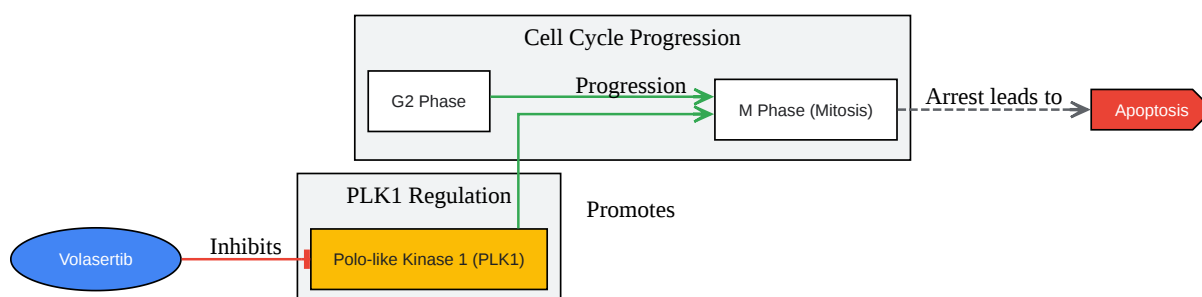 Cell Cycle Progression
G2 Phase
Progression
M Phase (Mitosis)
Arrest leads to
Apoptosis
PLK1 Regulation
Promotes
Volasertib
Inhibits
Polo-like Kinase 1 (PLK1)